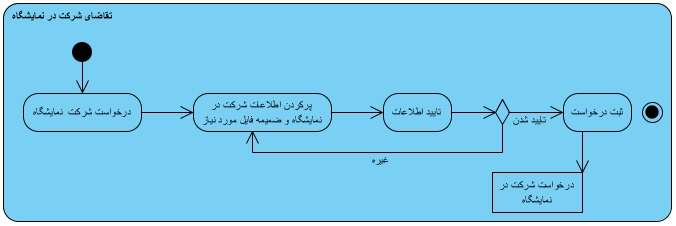 تقاضای شرکت در نمایشگاه
درخواست شرکت نمایشگاه
پرکردن اطلاعات شرکت در
نمایشگاه و ضمیمه فایل مورد نیاز
تایید اطلاعات
تایید شدن
ثبت درخواست
غیره
درخواست شرکت در
نمایشگاه